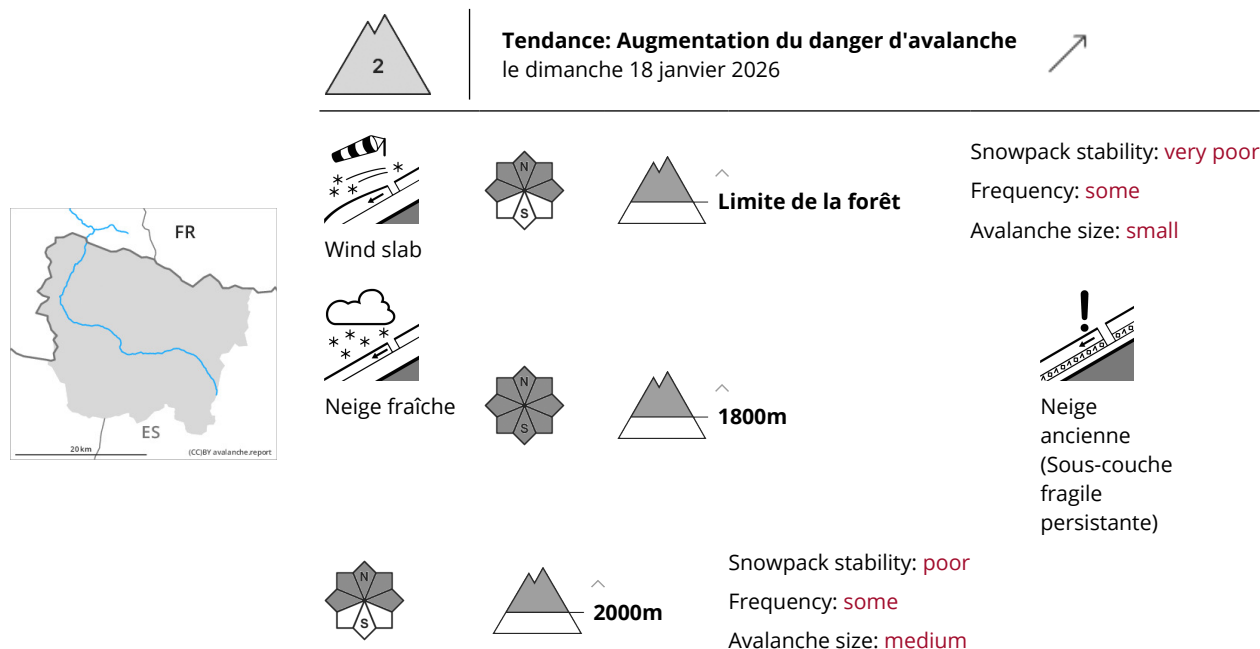 2
Tendance: Augmentation du danger d'avalanche
le dimanche 18 janvier 2026
Wind slab
N
S
Limite de la forêt
Snowpack stability: very poor
Frequency: some
Avalanche size: small
FR
ES
20 km
(CC)BY avalanche.report
Neige fraîche
N
S
1800m
Neige
ancienne
(Sous-couche
fragile
persistante)
N
S
2000m
Snowpack stability: poor
Frequency: some
Avalanche size: medium